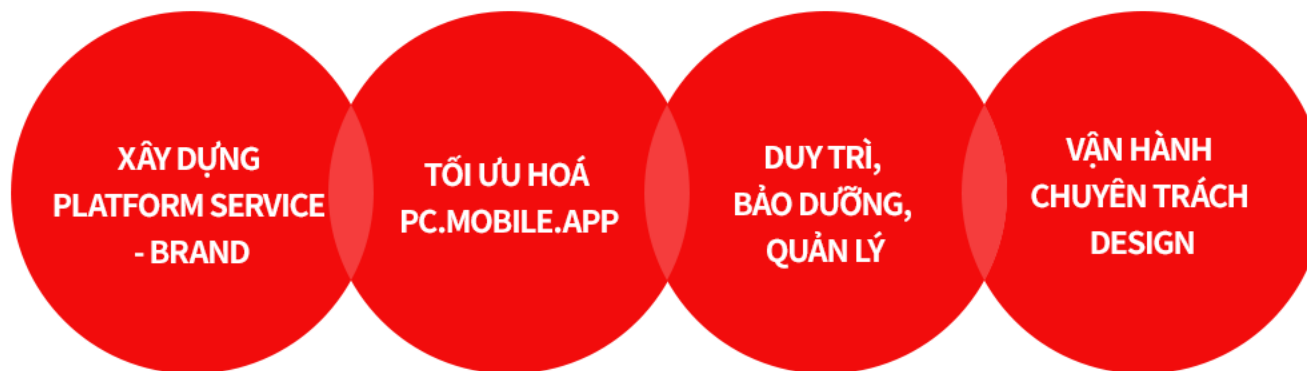 XÂY DỰNG
PLATFORM SERVICE
- BRAND
TỐI ƯU HOÁ
PC.MOBILE.APP
DUY TRÌ,
BẢO DƯỠNG,
QUẢN LÝ
VẬN HÀNH
CHUYÊN TRÁCH
DESIGN